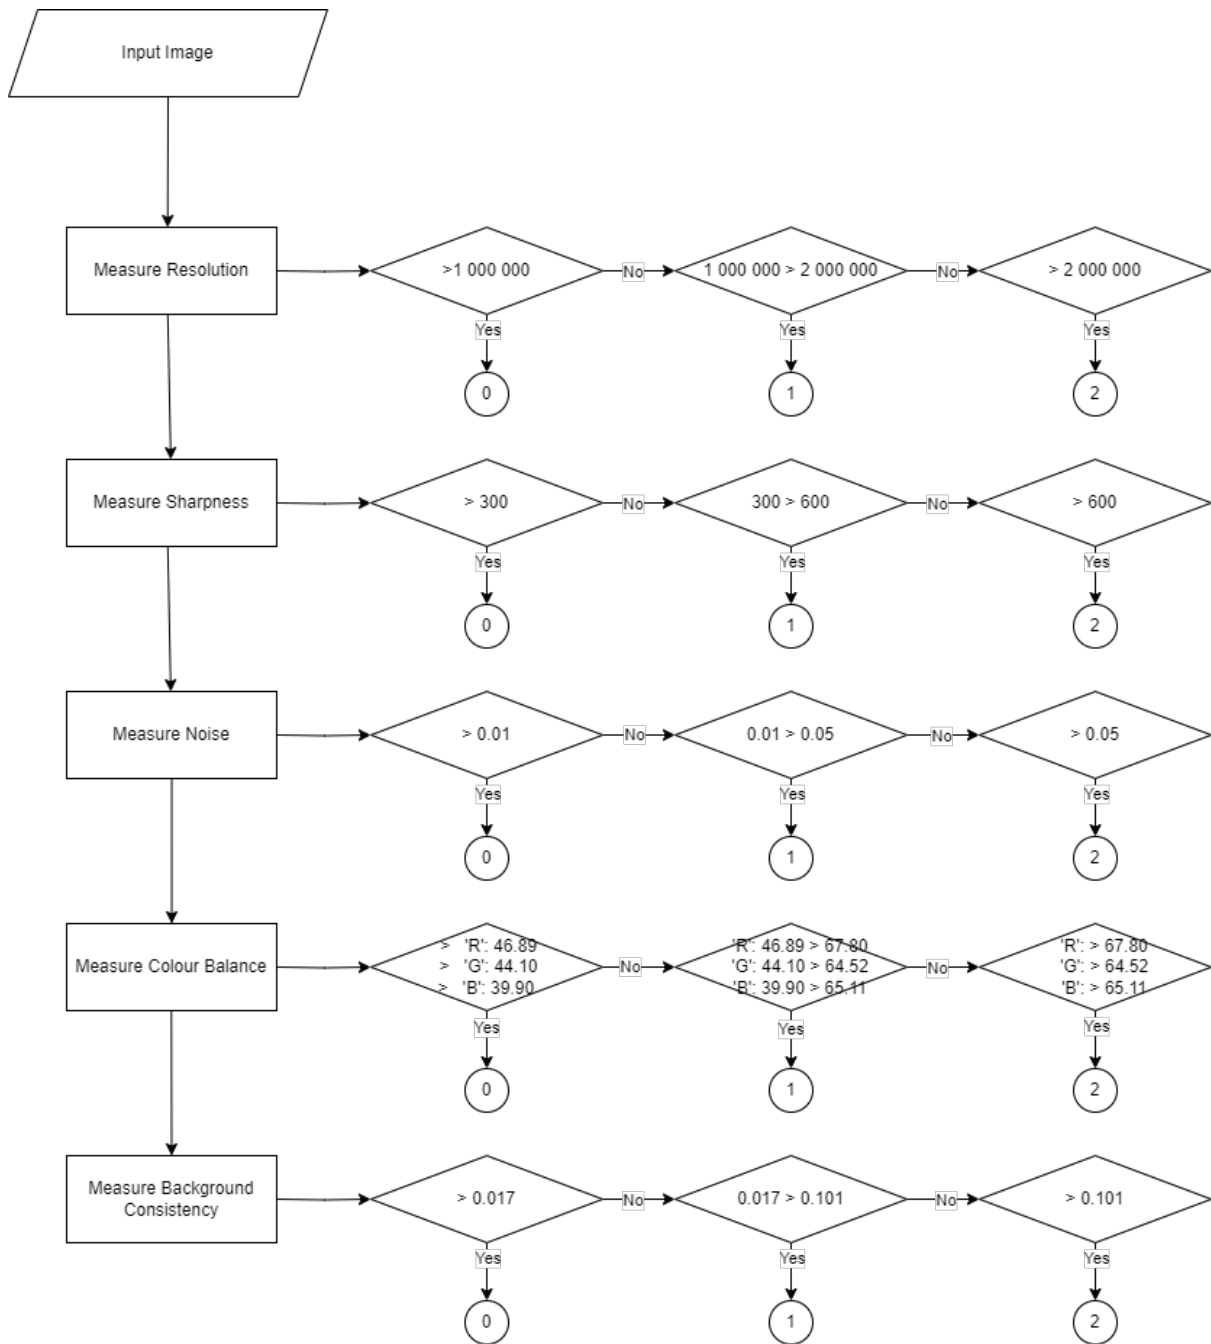 Input Image
Measure Resolution
>1 000 000
No
1 000 000 > 2 000 000
No
> 2 000 000
Yes
Yes
Yes
0
1
2
Measure Sharpness
> 300
No
300 > 600
No
> 600
Yes
Yes
Yes
0
1
2
Measure Noise
> 0.01
No
0.01 > 0.05
No
> 0.05
Yes
Yes
Yes
0
1
2
Measure Colour Balance
> 'R': 46.89
> 'G': 44.10
> 'B': 39.90
No
'R': 46.89 > 67.80
'G': 44.10 > 64.52
'B': 39.90 > 65.11
No
'R': > 67.80
'G': > 64.52
'B': > 65.11
Yes
Yes
Yes
0
1
2
Measure Background
Consistency
> 0.017
No
0.017 > 0.101
No
> 0.101
Yes
Yes
Yes
0
1
2